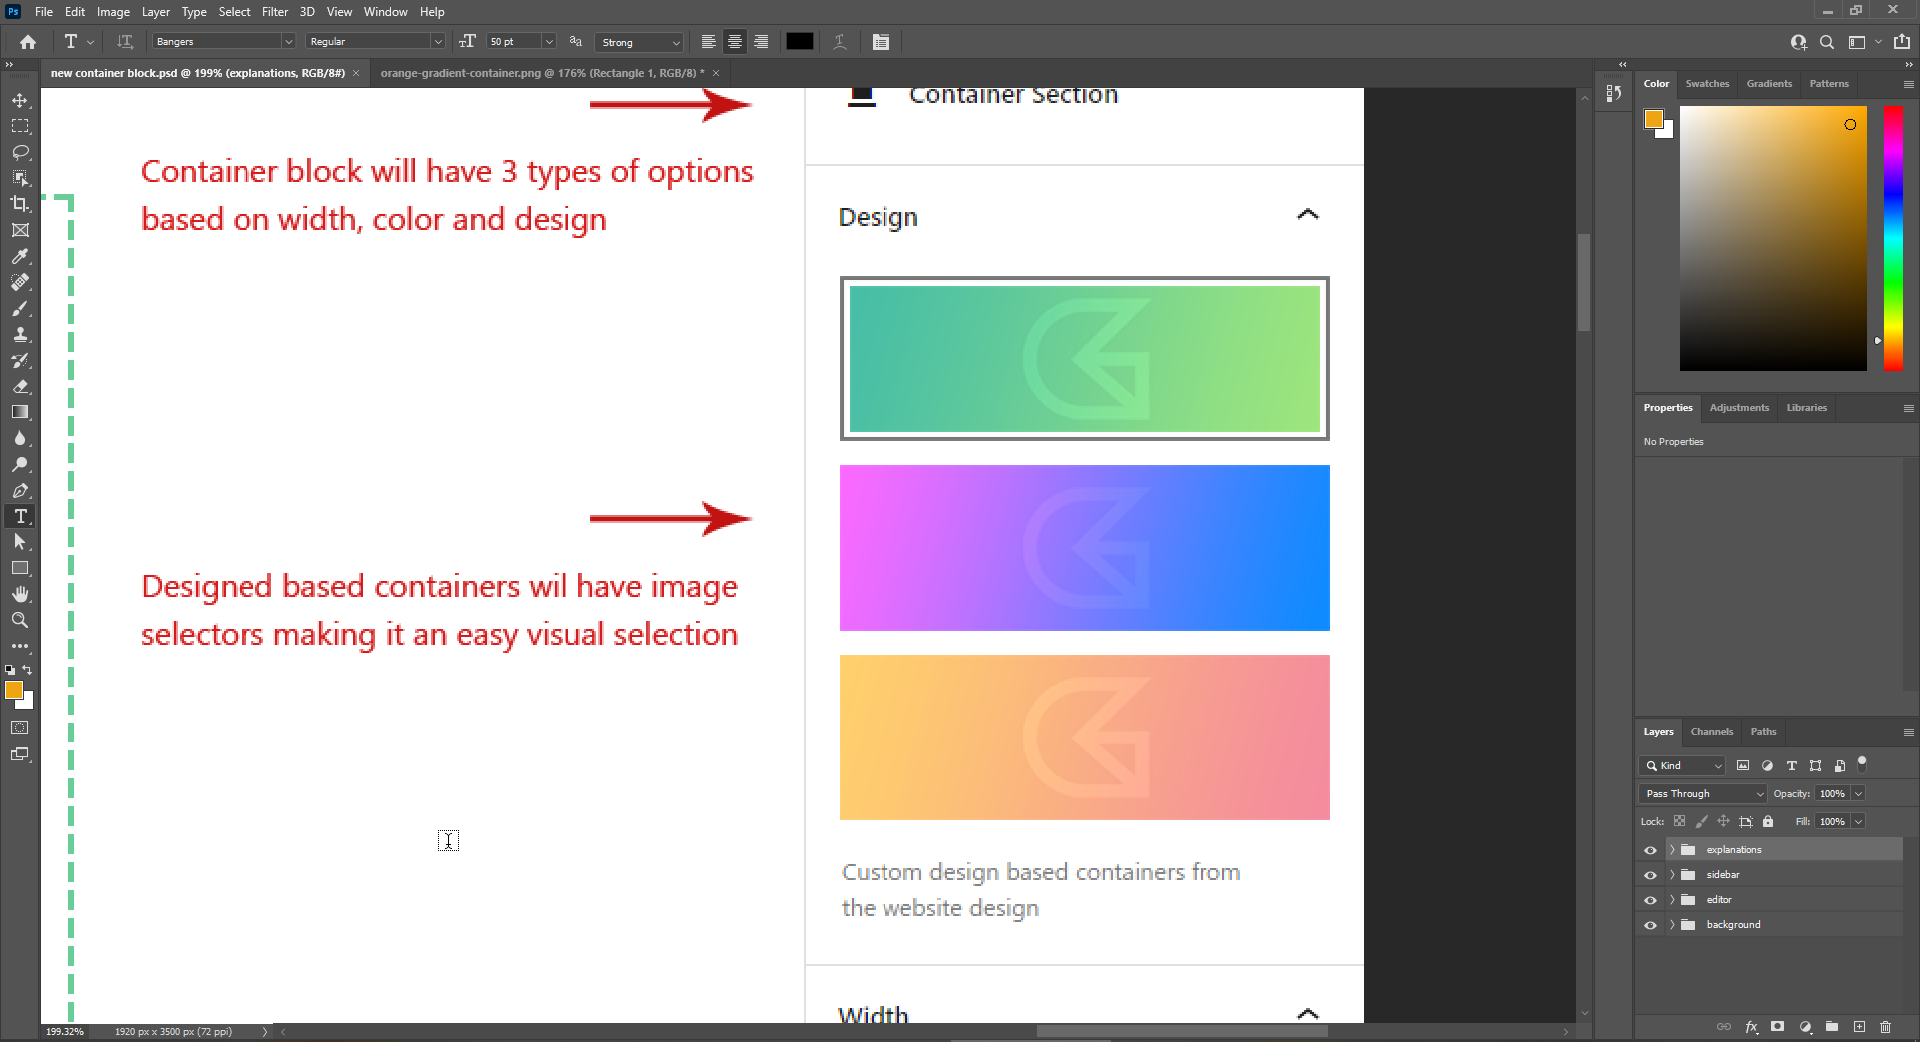 Ps File Edit Image Layer Type Select Filter 3D View Window Help
Bangers Regular 50 pt Strong
new container block.psd @ 199% (explanations, RGB/8#) × orange-gradient-container.png @ 176% (Rectangle 1, RGB/8) * ×
Container Section
Container block will have 3 types of options
based on width, color and design
Design
Designed based containers wil have image
selectors making it an easy visual selection
Custom design based containers from
the website design
Width
199.32% 1920 px x 3500 px (72 ppi)
Color Swatches Gradients Patterns
Properties Adjustments Libraries
No Properties
Layers Channels Paths
Kind
Pass Through Opacity: 100%
Lock: Fill: 100%
explanations
sidebar
editor
background
fx